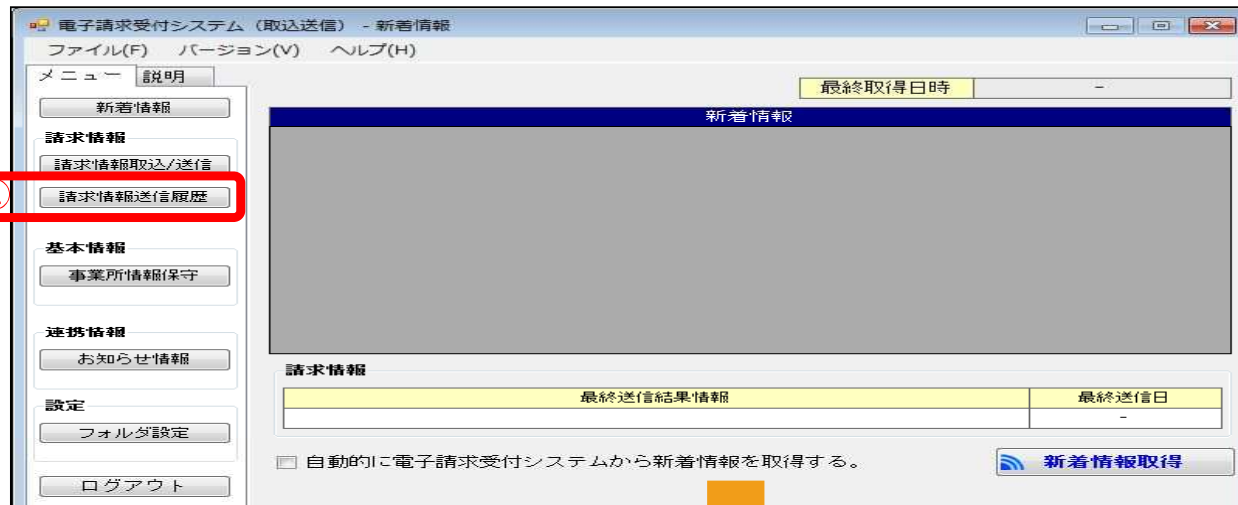 電子請求受付システム（取込送信） - 新着情報
ファイル(F) バージョン(V) ヘルプ(H)
メニュー 説明
最終取得日時 -
新着情報
新着情報
請求情報
請求情報取込/送信
請求情報送信履歴
基本情報
事業所情報保守
連携情報
お知らせ情報
請求情報
最終送信結果情報 最終送信日
-
設定
フォルダ設定
自動的に電子請求受付システムから新着情報を取得する。
新着情報取得
ログアウト